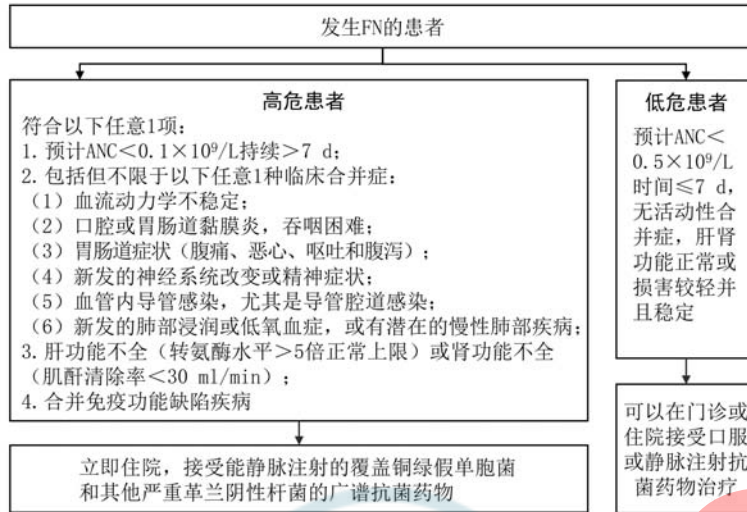 发生FN的患者
高危患者
符合以下任意1项:
1. 预计ANC＜0.1×10⁹/L持续＞7 d;
2. 包括但不限于以下任意1种临床合并症:
（1）血流动力学不稳定;
（2）口腔或胃肠道黏膜炎，吞咽困难;
（3）胃肠道症状（腹痛、恶心、呕吐和腹泻）;
（4）新发的神经系统改变或精神症状;
（5）血管内导管感染，尤其是导管腔道感染;
（6）新发的肺部浸润或低氧血症，或有潜在的慢性肺部疾病;
3. 肝功能不全（转氨酶水平＞5倍正常上限）或肾功能不全
（肌酐清除率＜30 ml/min）;
4. 合并免疫功能缺陷疾病
立即住院，接受能静脉注射的覆盖铜绿假单胞菌
和其他严重革兰阴性杆菌的广谱抗菌药物
低危患者
预计ANC＜
0.5×10⁹/L
时间≤7 d，
无活动性合
并症，肝肾
功能正常或
损害较轻并
且稳定
可以在门诊或
住院接受口服
或静脉注射抗
菌药物治疗